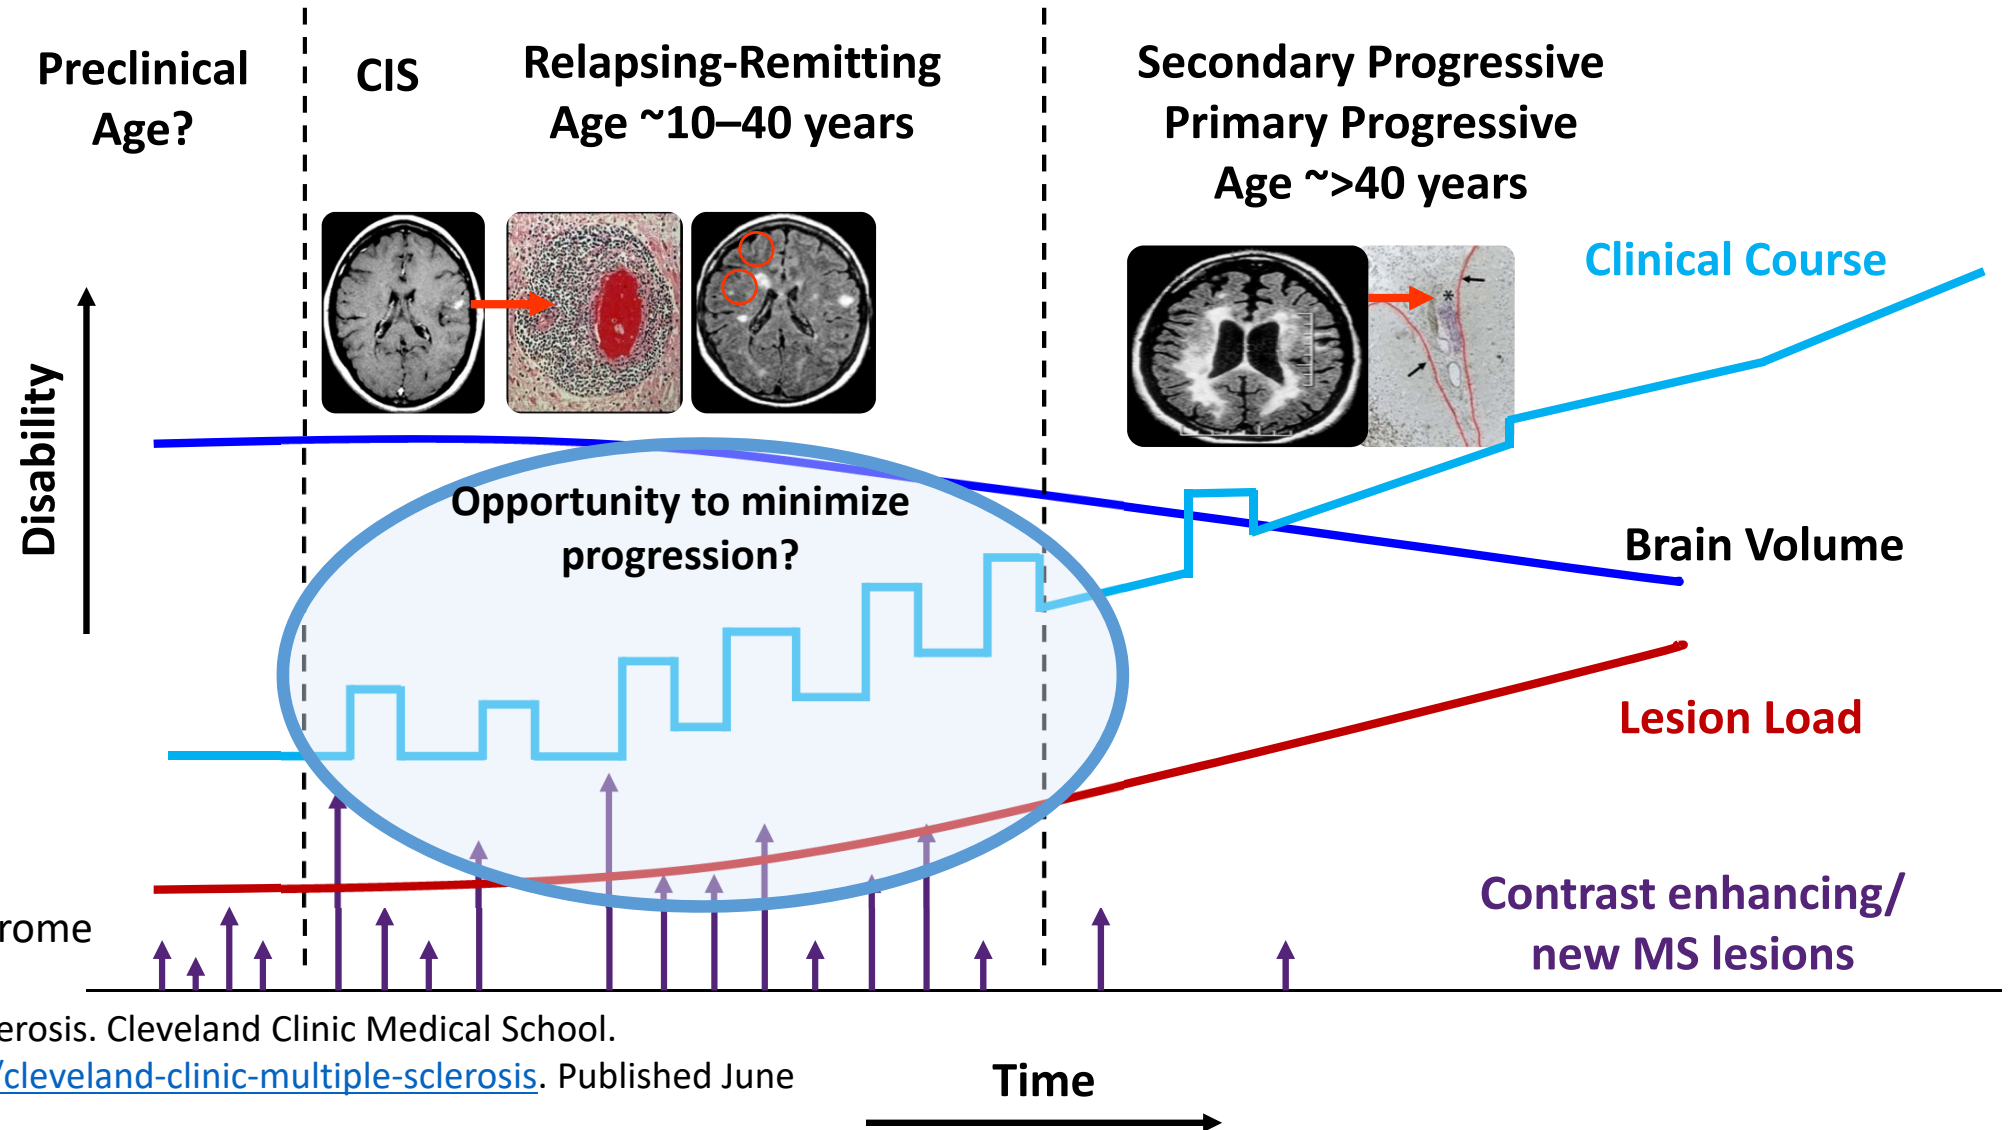 Preclinical
Age?
CIS
Relapsing-Remitting
Age ~10–40 years
Secondary Progressive
Primary Progressive
Age ~>40 years
Clinical Course
Disability
*
Opportunity to minimize
progression?
Brain Volume
Lesion Load
Contrast enhancing/
new MS lesions
rome
erosis. Cleveland Clinic Medical School.
/cleveland-clinic-multiple-sclerosis. Published June
Time